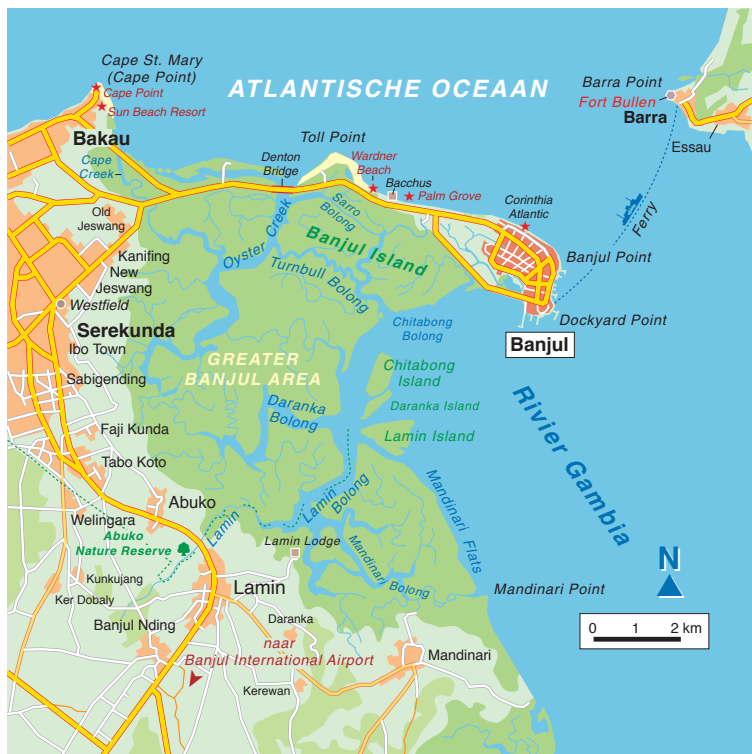 Cape St. Mary
(Cape Point)
Cape Point
Sun Beach Resort
ATLANTISCHE OCEAAN
Barra Point
Fort Bullen
Barra
Essau
Bakau
Cape
Creek
Toll Point
Denton
Bridge
Wardner
Beach
Bacchus
Palm Grove
Sarro
Bolong
Corinthia
Atlantic
Ferry
Old
Jeswang
Kanifing
New
Jeswang
Westfield
Oyster Creek
Banjul Island
Turnbull Bolong
Banjul Point
Dockyard Point
Banjul
Serekunda
Ibo Town
Sabigending
Chitabong
Bolong
GREATER
BANJUL AREA
Chitabong
Island
Daranka
Bolong
Daranka Island
Lamin Island
Rivier Gambia
Faji Kunda
Tabo Koto
Abuko
Welingara
Abuko
Nature Reserve
Lamin
Lamin
Bolong
Lamin Lodge
Mandinari Flats
Mandinari Bolong
Mandinari Point
N
0 1 2 km
Kunkujang
Ker Dobaly
Lamin
Banjul Nding
Daranka
naar
Banjul International Airport
Kerewan
Mandinari